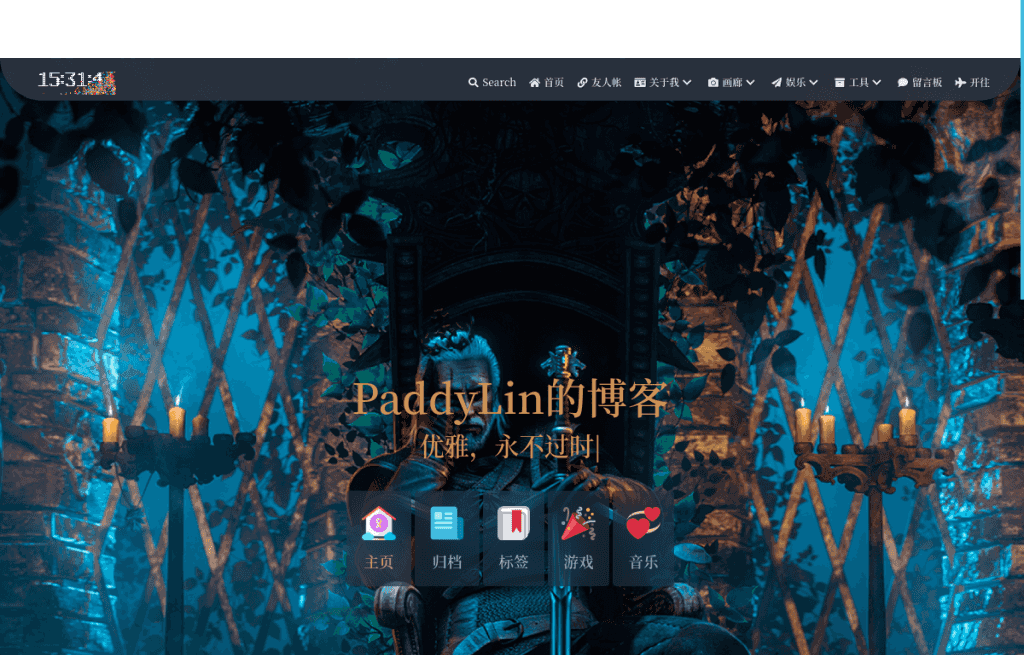 15:31:4
Search 首页 友人帐 关于我 画廊 娱乐 工具 留言板 开往
PaddyLin的博客
优雅，永不过时|
主页 归档 标签 游戏 音乐